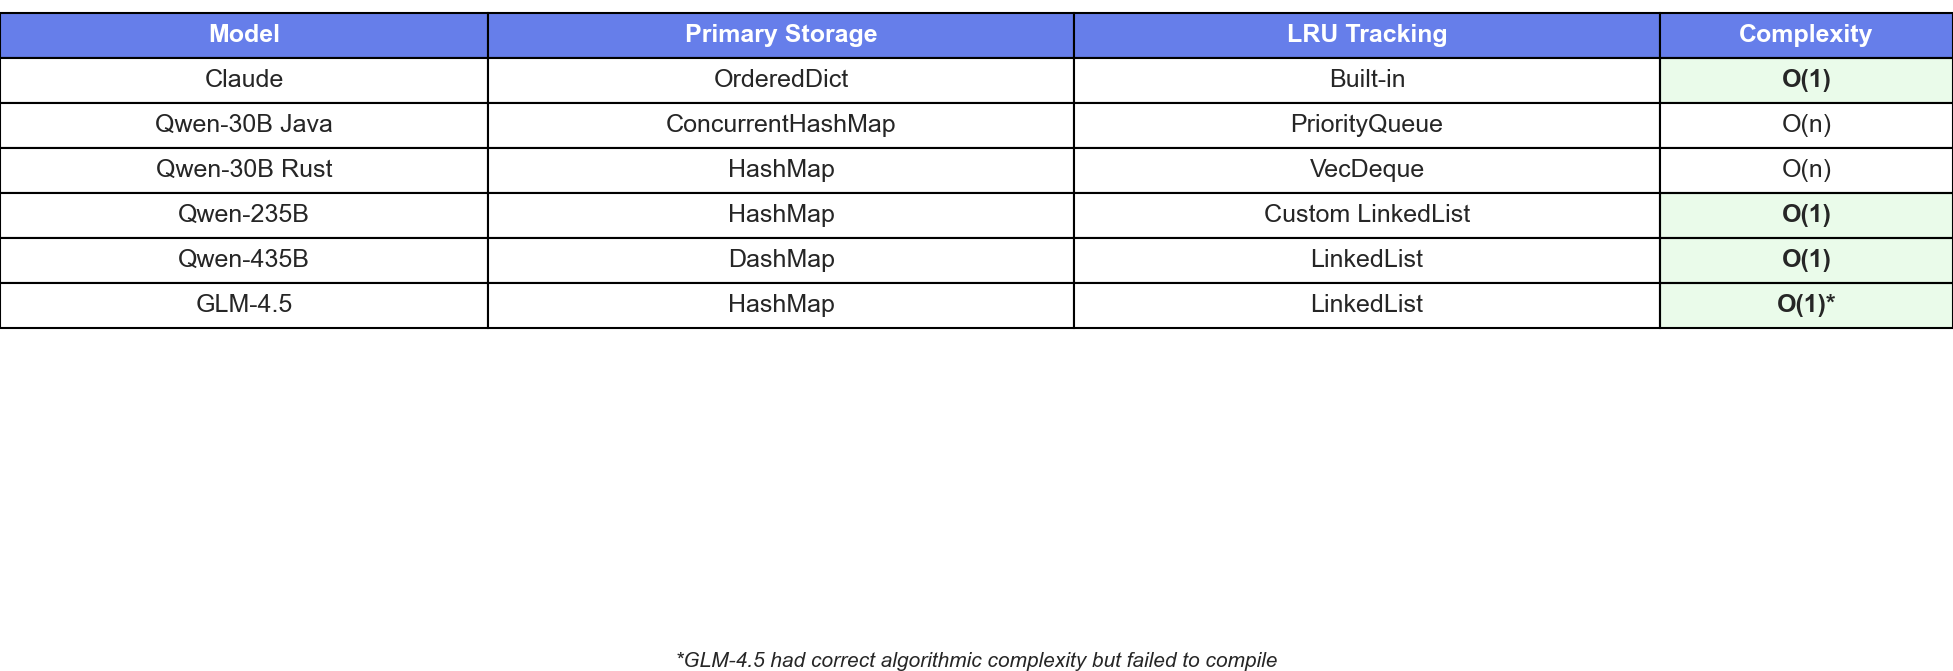 Model Primary Storage LRU Tracking Complexity
Claude OrderedDict Built-in O(1)
Qwen-30B Java ConcurrentHashMap PriorityQueue O(n)
Qwen-30B Rust HashMap VecDeque O(n)
Qwen-235B HashMap Custom LinkedList O(1)
Qwen-435B DashMap LinkedList O(1)
GLM-4.5 HashMap LinkedList O(1)*
*GLM-4.5 had correct algorithmic complexity but failed to compile